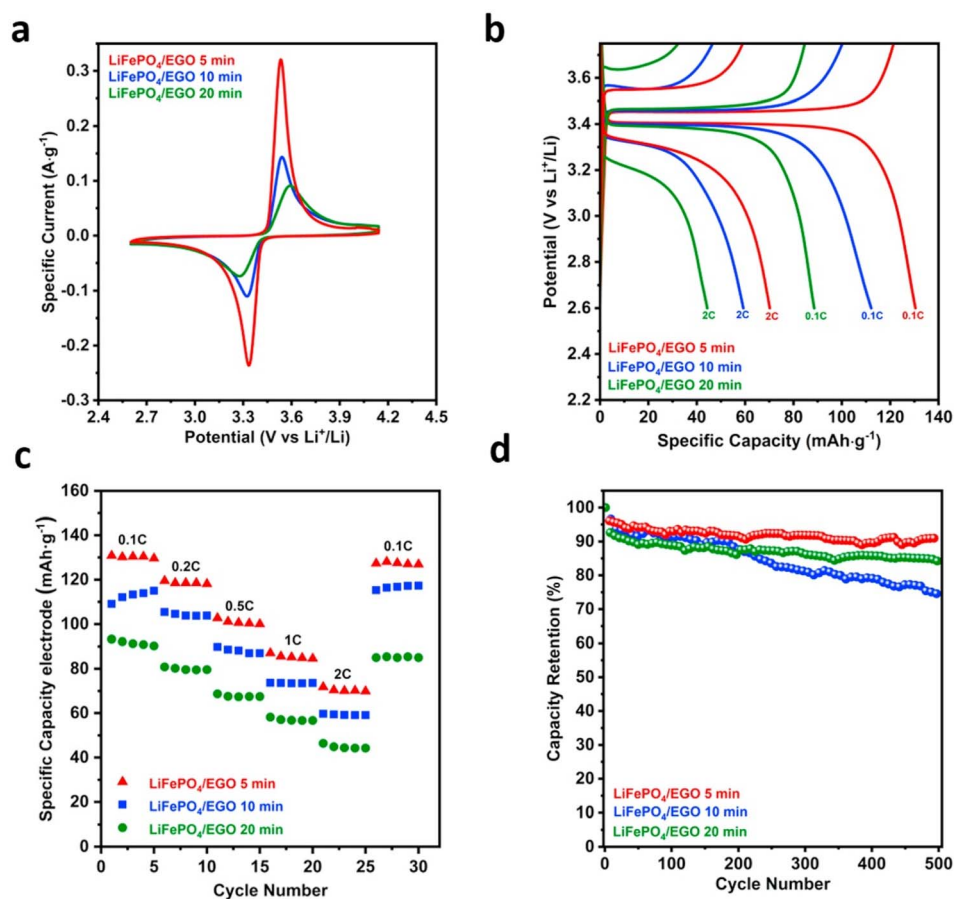 a
LiFePO₄/EGO 5 min
LiFePO₄/EGO 10 min
LiFePO₄/EGO 20 min
Specific Current (A·g⁻¹)
0.3
0.2
0.1
0.0
-0.1
-0.2
-0.3
2.4 2.7 3.0 3.3 3.6 3.9 4.2 4.5
Potential (V vs Li⁺/Li)
b
Potential (V vs Li⁺/Li)
3.6
3.4
3.2
3.0
2.8
2.6
2.4
2.2
2C 2C 2C 0.1C 0.1C 0.1C
LiFePO₄/EGO 5 min
LiFePO₄/EGO 10 min
LiFePO₄/EGO 20 min
0 20 40 60 80 100 120 140
Specific Capacity (mAh·g⁻¹)
c
Specific Capacity electrode (mAh·g⁻¹)
160
140
120
100
80
60
40
20
0
0.1C
0.2C
0.5C
1C
2C
0.1C
LiFePO₄/EGO 5 min
LiFePO₄/EGO 10 min
LiFePO₄/EGO 20 min
0 5 10 15 20 25 30
Cycle Number
d
Capacity Retention (%)
100
90
80
70
60
50
40
30
20
10
0
LiFePO₄/EGO 5 min
LiFePO₄/EGO 10 min
LiFePO₄/EGO 20 min
0 100 200 300 400 500
Cycle Number